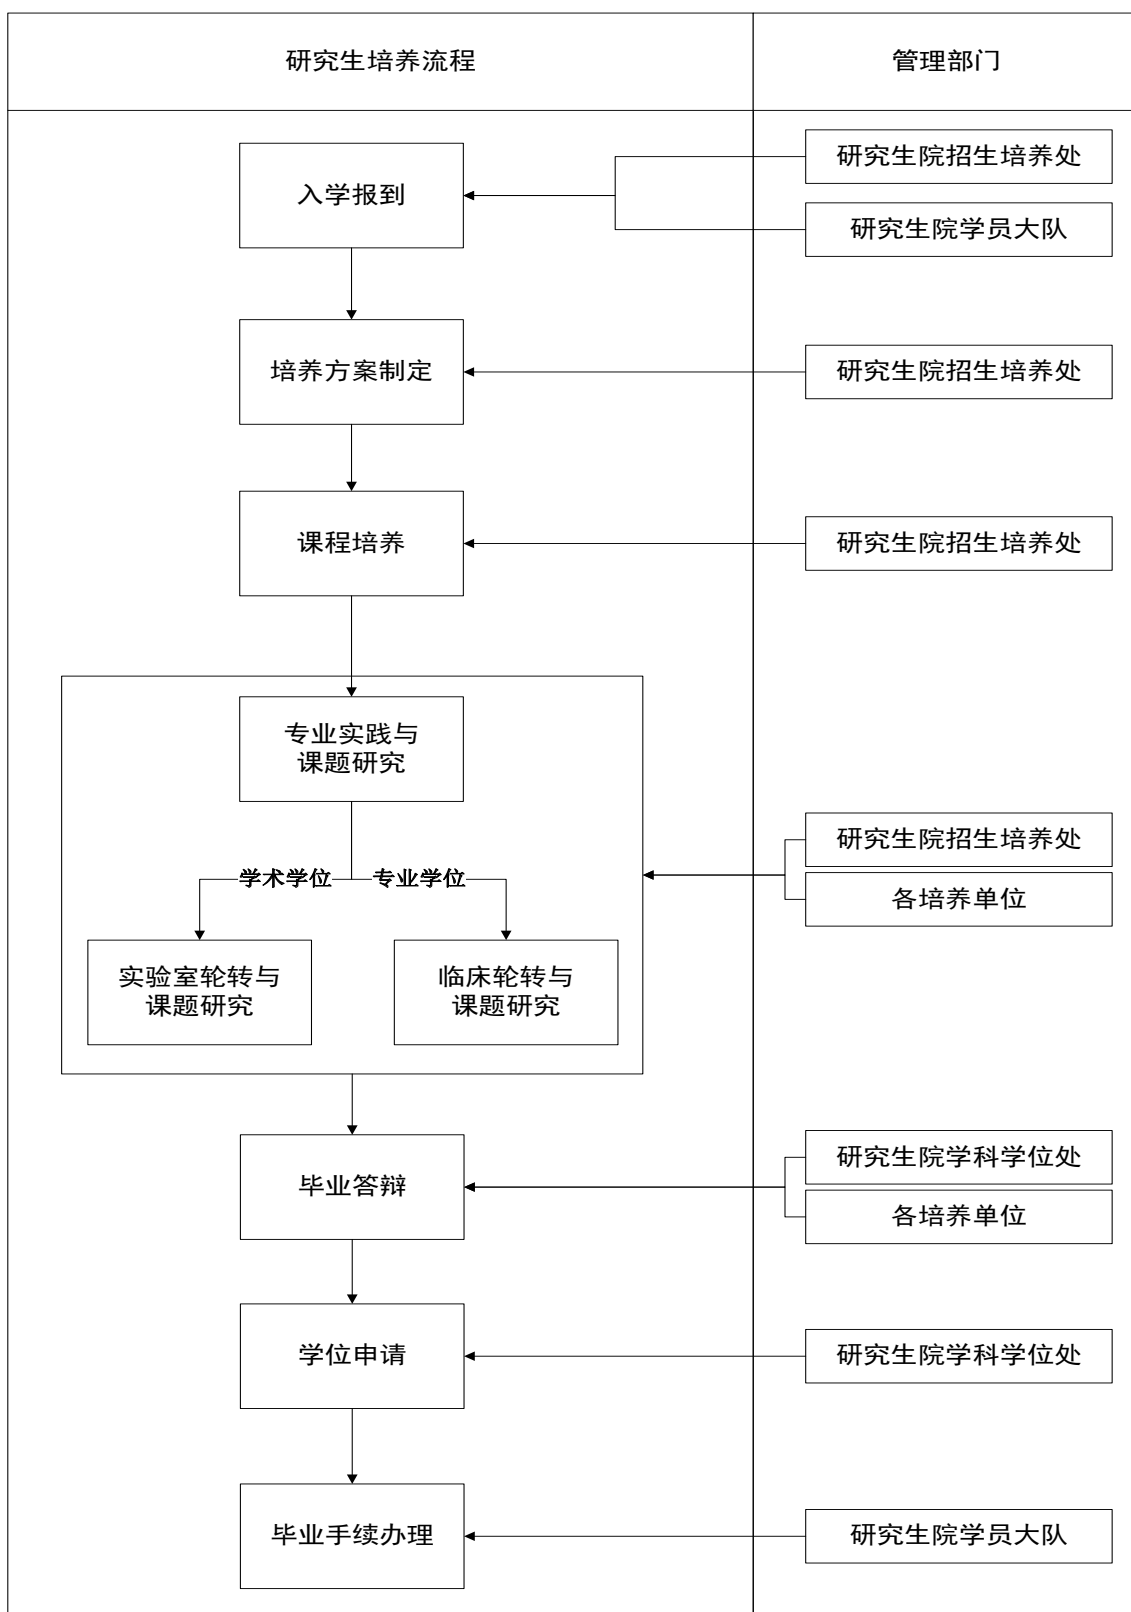 研究生培养流程
管理部门
入学报到
研究生院招生培养处
研究生院学员大队
培养方案制定
研究生院招生培养处
课程培养
研究生院招生培养处
专业实践与
课题研究
学术学位
专业学位
实验室轮转与
课题研究
临床轮转与
课题研究
研究生院招生培养处
各培养单位
毕业答辩
研究生院学科学位处
各培养单位
学位申请
研究生院学科学位处
毕业手续办理
研究生院学员大队